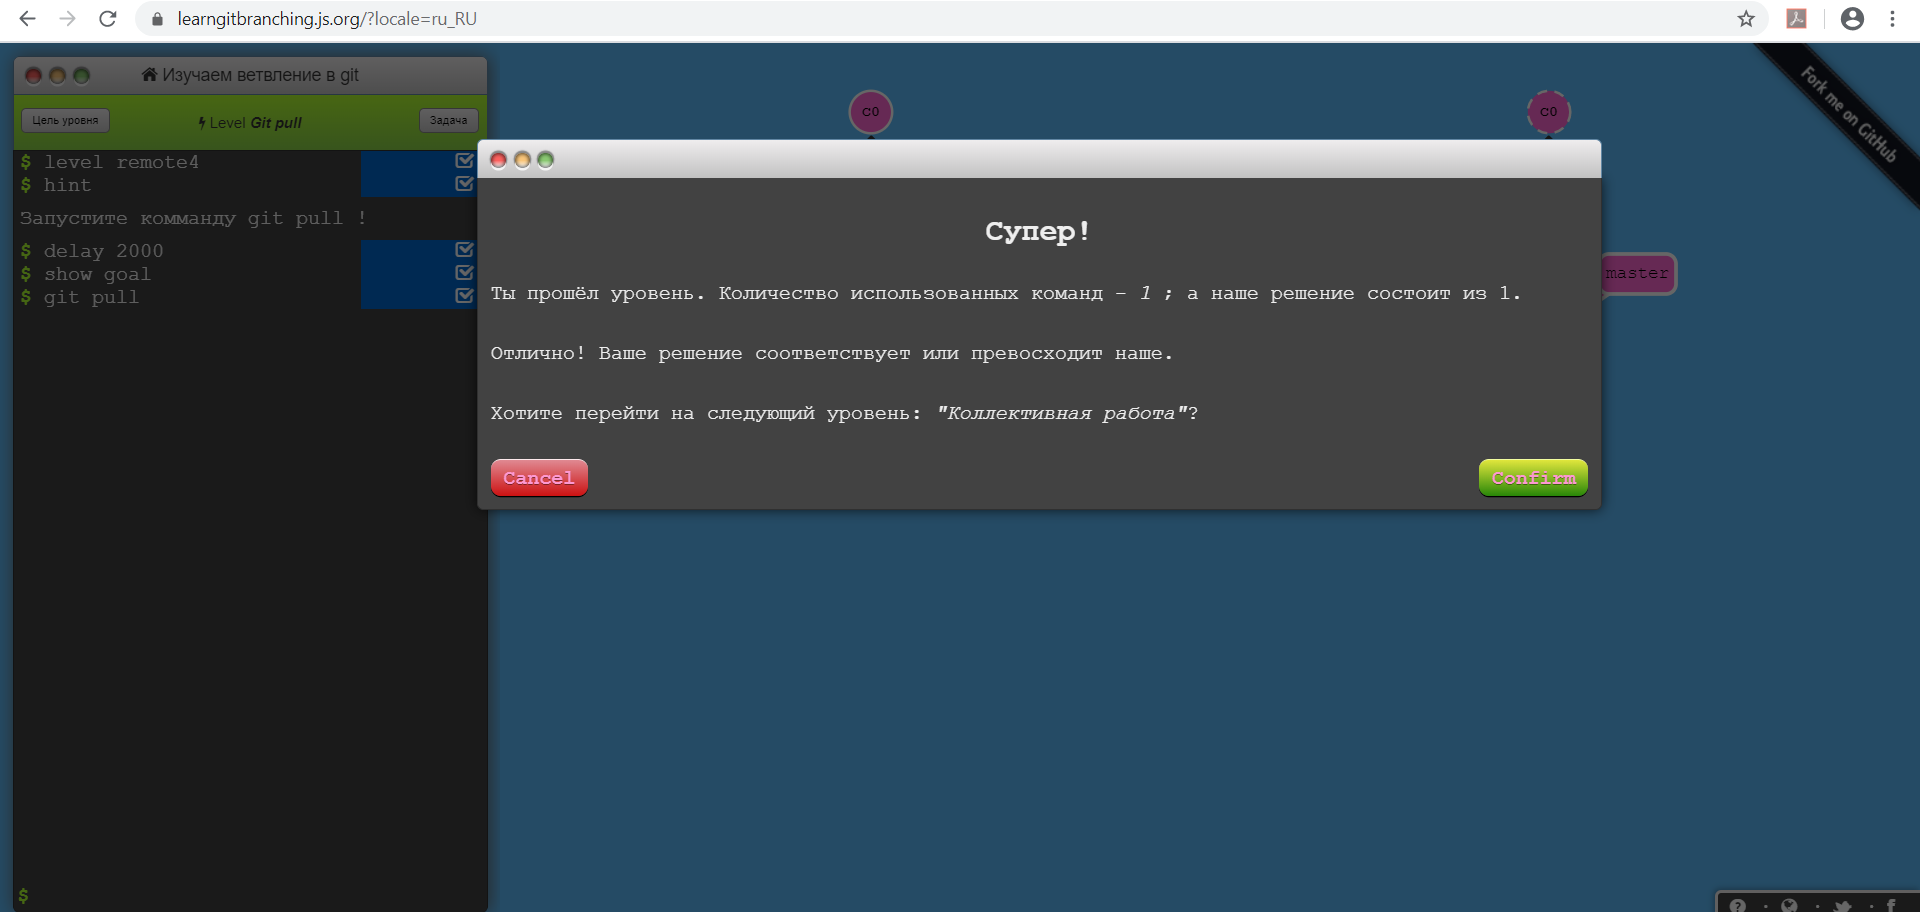 learngitbranching.js.org/?locale=ru_RU
Изучаем ветвление в git
Цель уровня
Level Git pull
Задача
$ level remote4
$ hint
Запустите комманду git pull !
$ delay 2000
$ show goal
$ git pull
$
C0
C0
master
Fork me on GitHub
Супер!
Ты прошёл уровень. Количество использованных команд - 1 ; а наше решение состоит из 1.
Отлично! Ваше решение соответствует или превосходит наше.
Хотите перейти на следующий уровень: "Коллективная работа"?
Cancel
Confirm